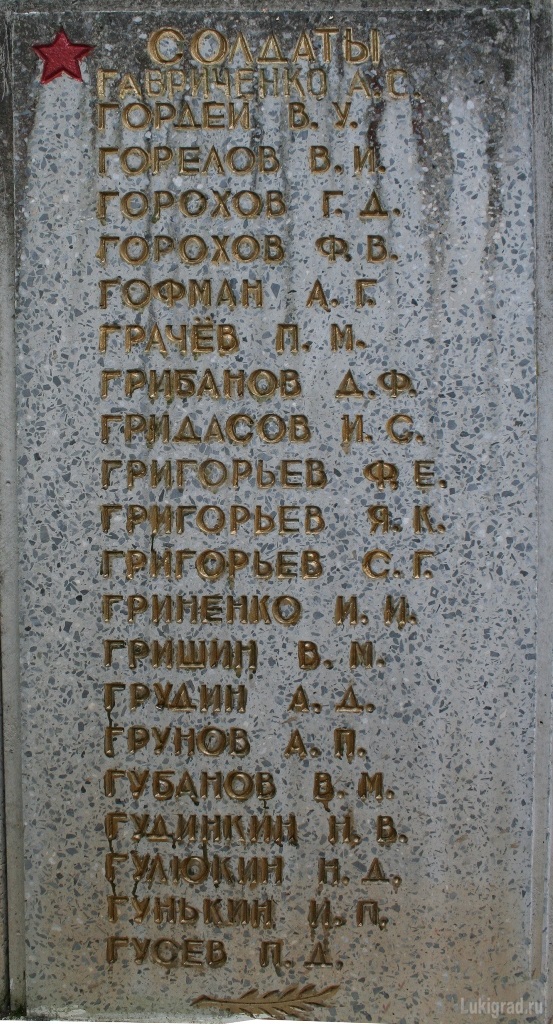 СОЛДАТЫ
ГАВРИЧЕНКО А.С.
ГОРДЕЙ В.У.
ГОРЕЛОВ В.И.
ГОРОХОВ Г.Д.
ГОРОХОВ Ф.В.
ГОФМАН А.Г.
ГРАЧЁВ П.М.
ГРИБАНОВ Д.Ф.
ГРИДАСОВ И.С.
ГРИГОРЬЕВ Ф.Е.
ГРИГОРЬЕВ Я.К.
ГРИГОРЬЕВ С.Г.
ГРИНЕНКО И.И.
ГРИШИН В.М.
ГРУДИН А.Д.
ГРУНОВ А.П.
ГУБАНОВ В.М.
ГУДИНКИН Н.В.
ГУЛЮКИН Н.Д.
ГУНЬКИН И.П.
ГУСЕВ П.Д.
Lukigrad.ru